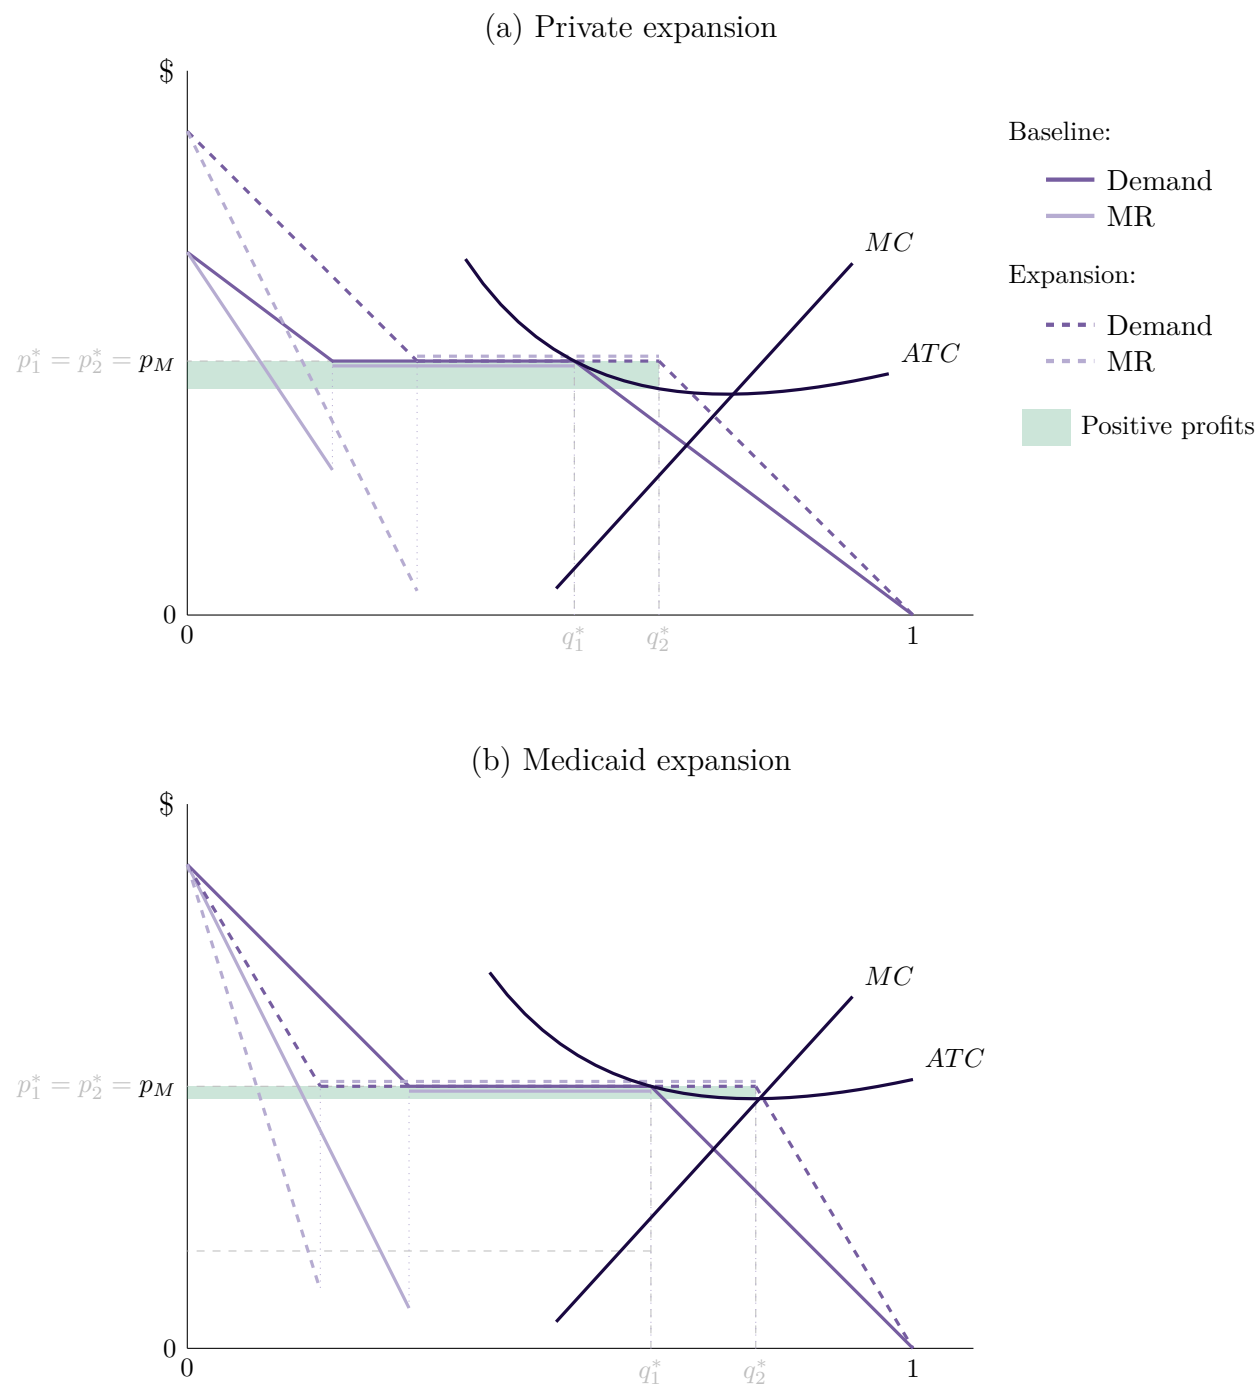 (a) Private expansion
$
Baseline:
Demand
MR
MC
Expansion:
Demand
MR
ATC
p₁* = p₂* = p_M
Positive profits
0
0
q₁*
q₂*
1
(b) Medicaid expansion
$
MC
ATC
p₁* = p₂* = p_M
0
0
q₁*
q₂*
1